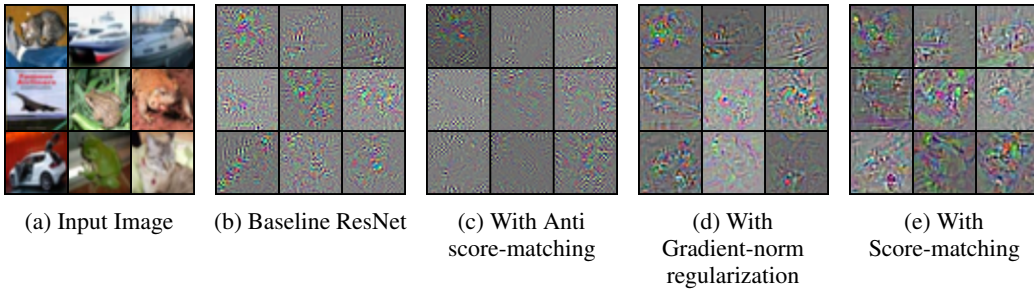 (a) Input Image
(b) Baseline ResNet
(c) With Anti
score-matching
(d) With
Gradient-norm
regularization
(e) With
Score-matching